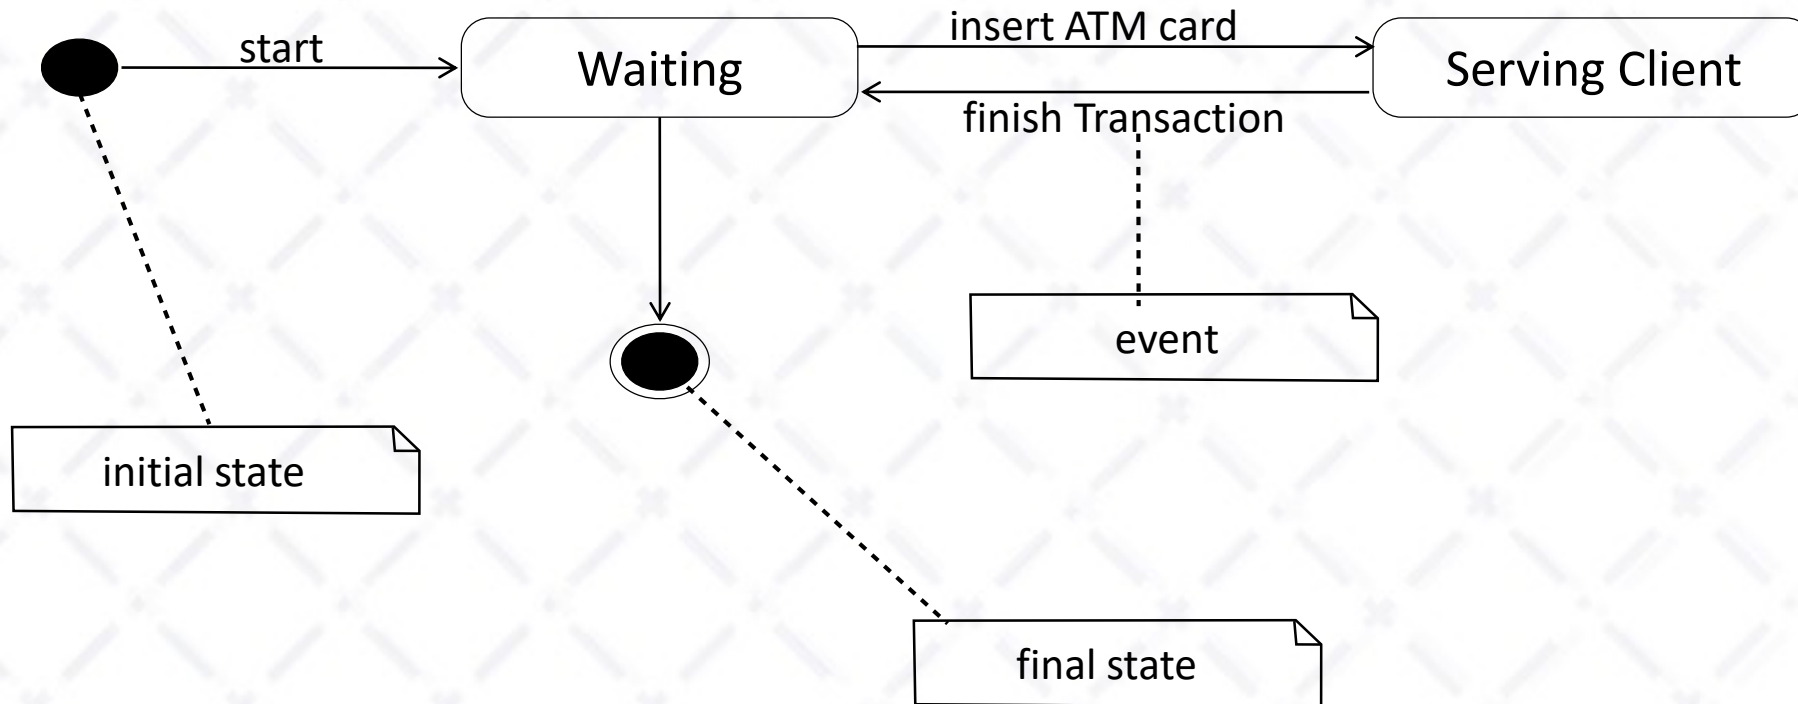 insert ATM card
start
Waiting
Serving Client
finish Transaction
event
initial state
final state